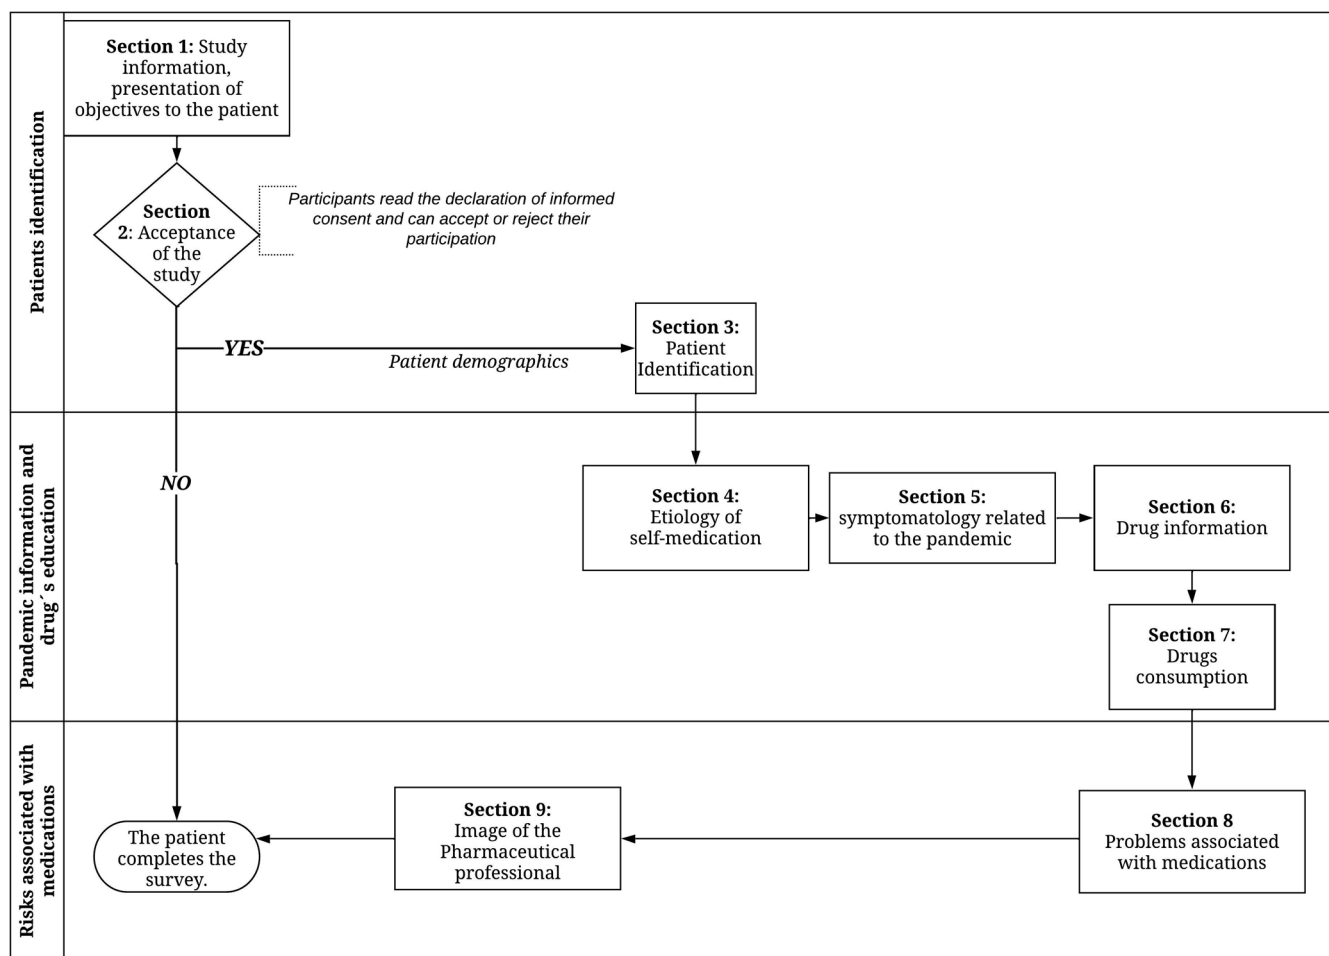 Patients identification
Section 1: Study
information,
presentation of
objectives to the patient
Section
2: Acceptance
of the
study
Participants read the declaration of informed
consent and can accept or reject their
participation
YES
Patient demographics
Section 3:
Patient
Identification
NO
Pandemic information and
drug´s education
Section 4:
Etiology of
self-medication
Section 5:
symptomatology related
to the pandemic
Section 6:
Drug information
Section 7:
Drugs
consumption
Risks associated with
medications
Section 8
Problems associated
with medications
Section 9:
Image of the
Pharmaceutical
professional
The patient
completes the
survey.